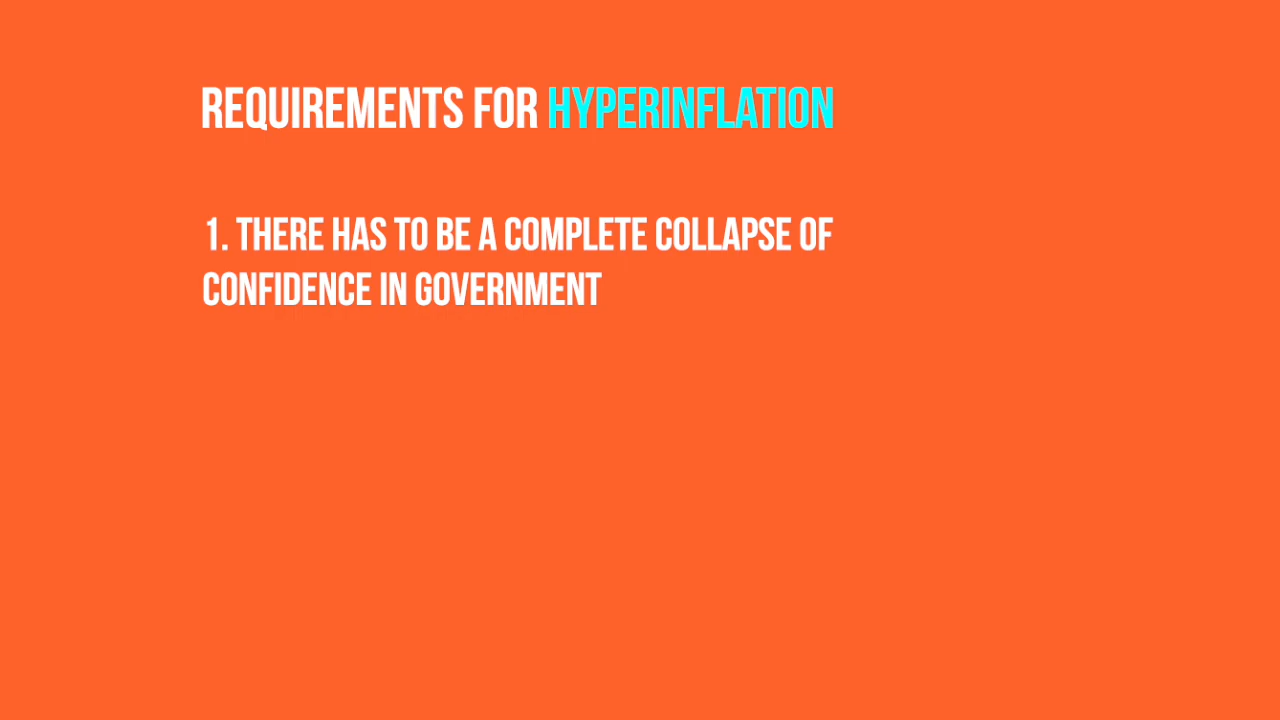 REQUIREMENTS FOR HYPERINFLATION
1. THERE HAS TO BE A COMPLETE COLLAPSE OF
CONFIDENCE IN GOVERNMENT